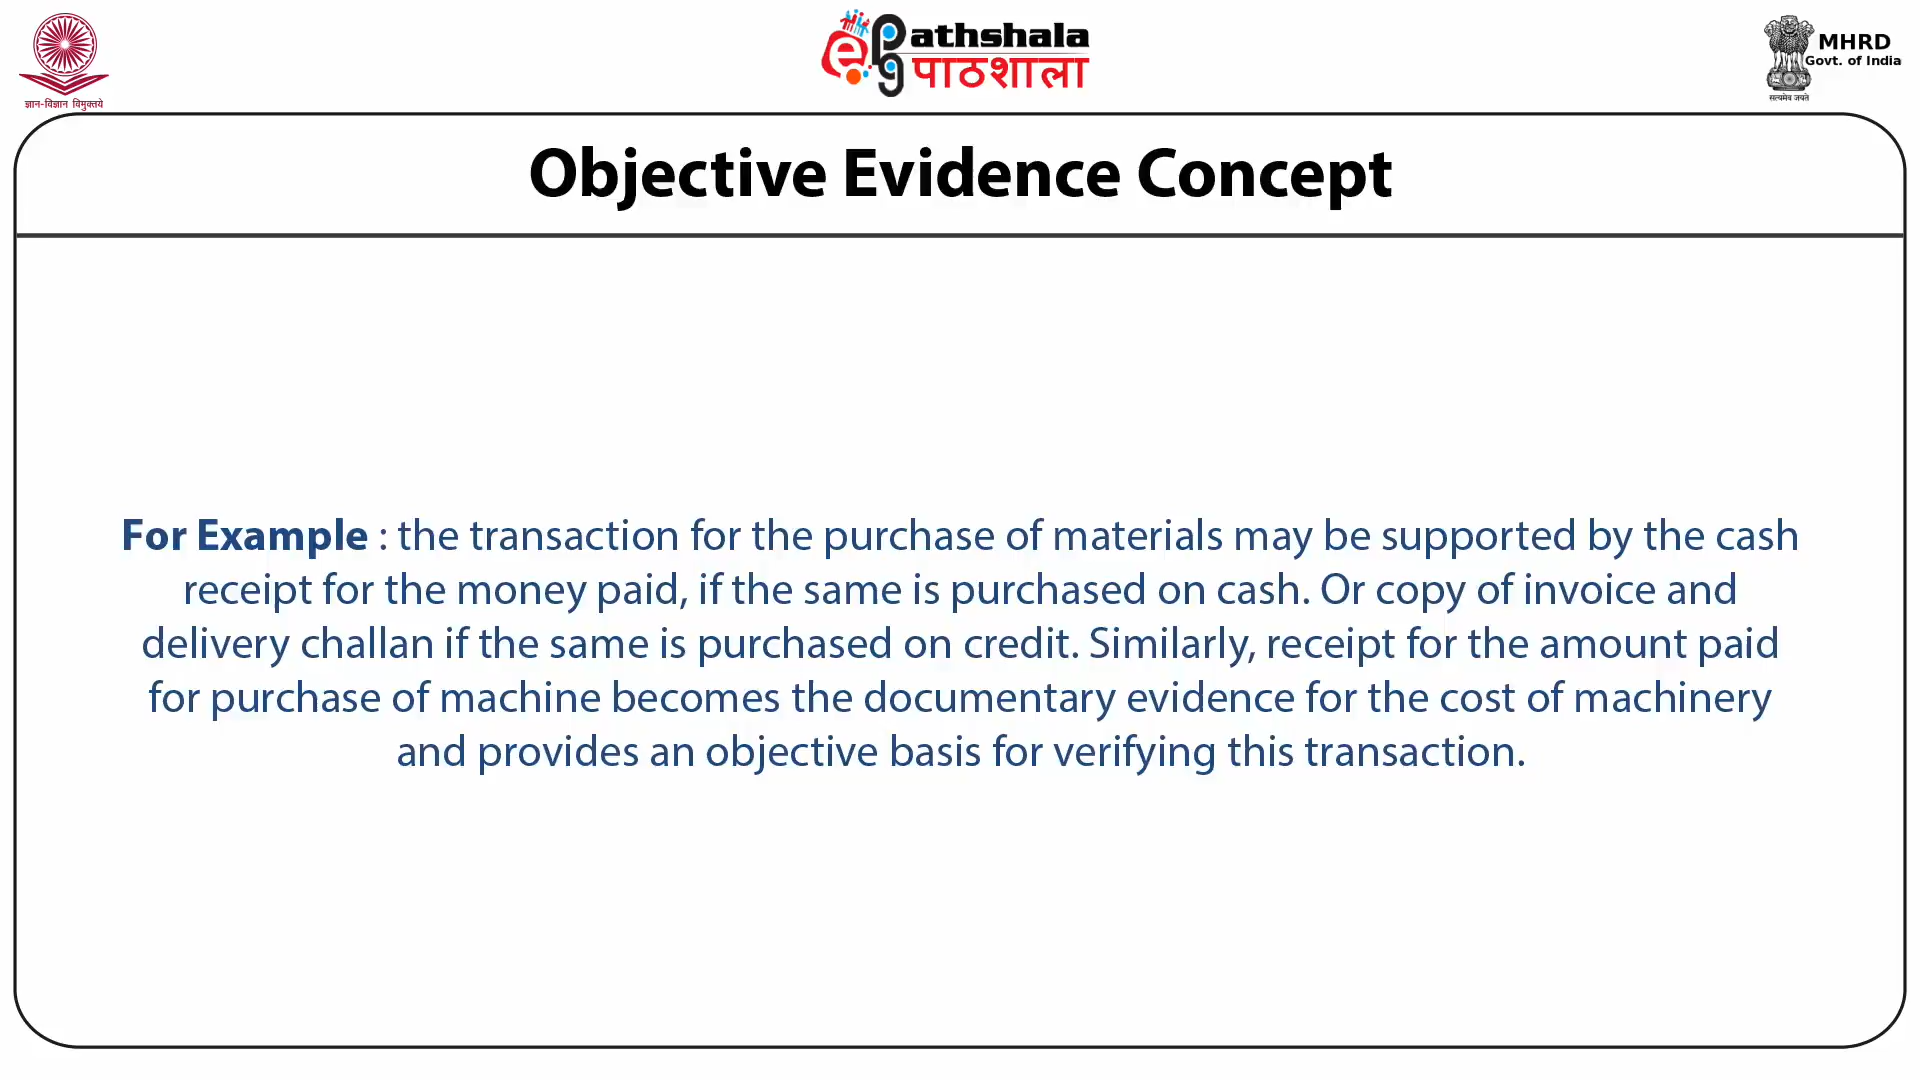 ज्ञान-विज्ञान विमुक्तये
ePathshala
पाठशाला
MHRD
Govt. of India
सत्यमेव जयते
Objective Evidence Concept
For Example : the transaction for the purchase of materials may be supported by the cash
receipt for the money paid, if the same is purchased on cash. Or copy of invoice and
delivery challan if the same is purchased on credit. Similarly, receipt for the amount paid
for purchase of machine becomes the documentary evidence for the cost of machinery
and provides an objective basis for verifying this transaction.